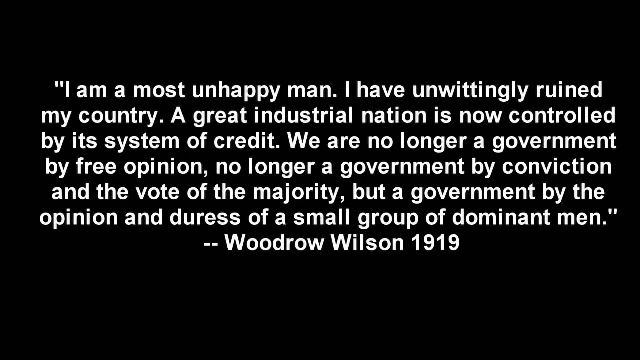 "I am a most unhappy man. I have unwittingly ruined
my country. A great industrial nation is now controlled
by its system of credit. We are no longer a government
by free opinion, no longer a government by conviction
and the vote of the majority, but a government by the
opinion and duress of a small group of dominant men."
-- Woodrow Wilson 1919